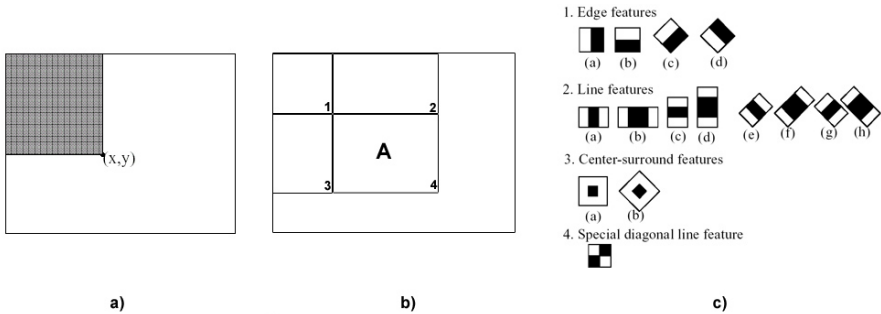 (x,y)
a)
1 2
A
3 4
b)
1. Edge features
(a) (b) (c) (d)
2. Line features
(a) (b) (c) (d) (e) (f) (g) (h)
3. Center-surround features
(a) (b)
4. Special diagonal line feature
c)